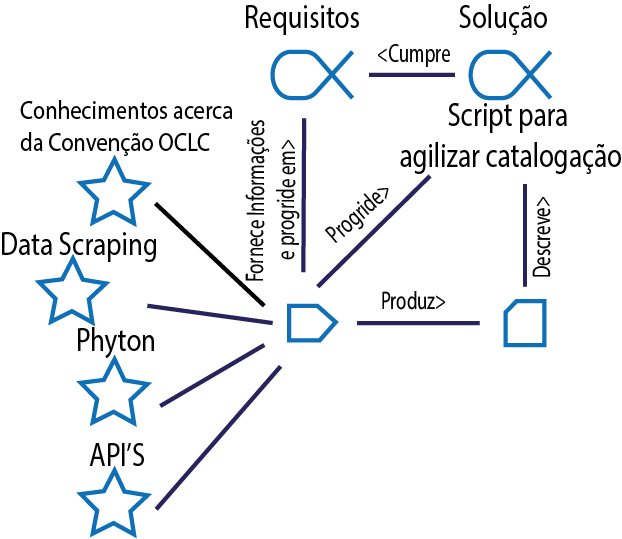 Requisitos
Solução
<Cumpre
Script para
agilizar catalogação
Conhecimentos acerca
da Convenção OCLC
Fornece Informações
e progride em>
Progride>
Descreve>
Data Scraping
Produz>
Phyton
API'S